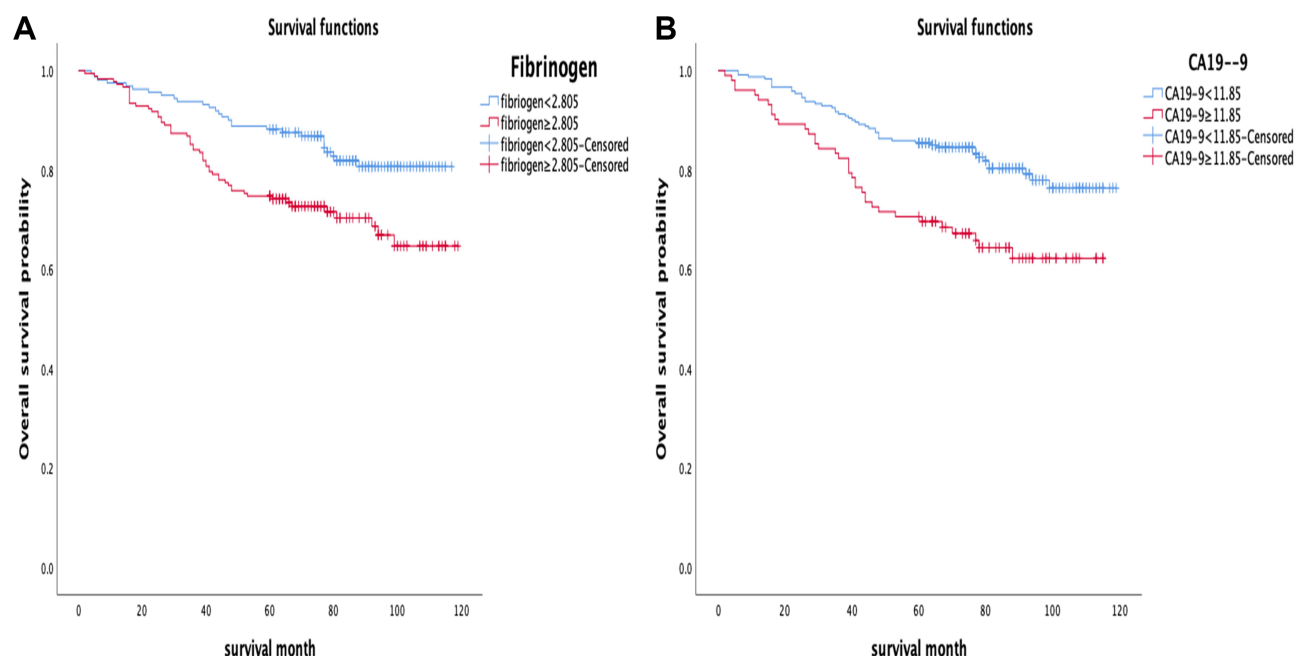 A
Survival functions
Fibrinogen
fibriogen<2.805
fibriogen≥2.805
fibriogen<2.805-Censored
fibriogen≥2.805-Censored
Overall survival proability
1.0
0.8
0.6
0.4
0.2
0.0
0 20 40 60 80 100 120
survival month
B
Survival functions
CA19--9
CA19-9<11.85
CA19-9≥11.85
CA19-9<11.85-Censored
CA19-9≥11.85-Censored
Overall survival proability
1.0
0.8
0.6
0.4
0.2
0.0
0 20 40 60 80 100 120
survival month